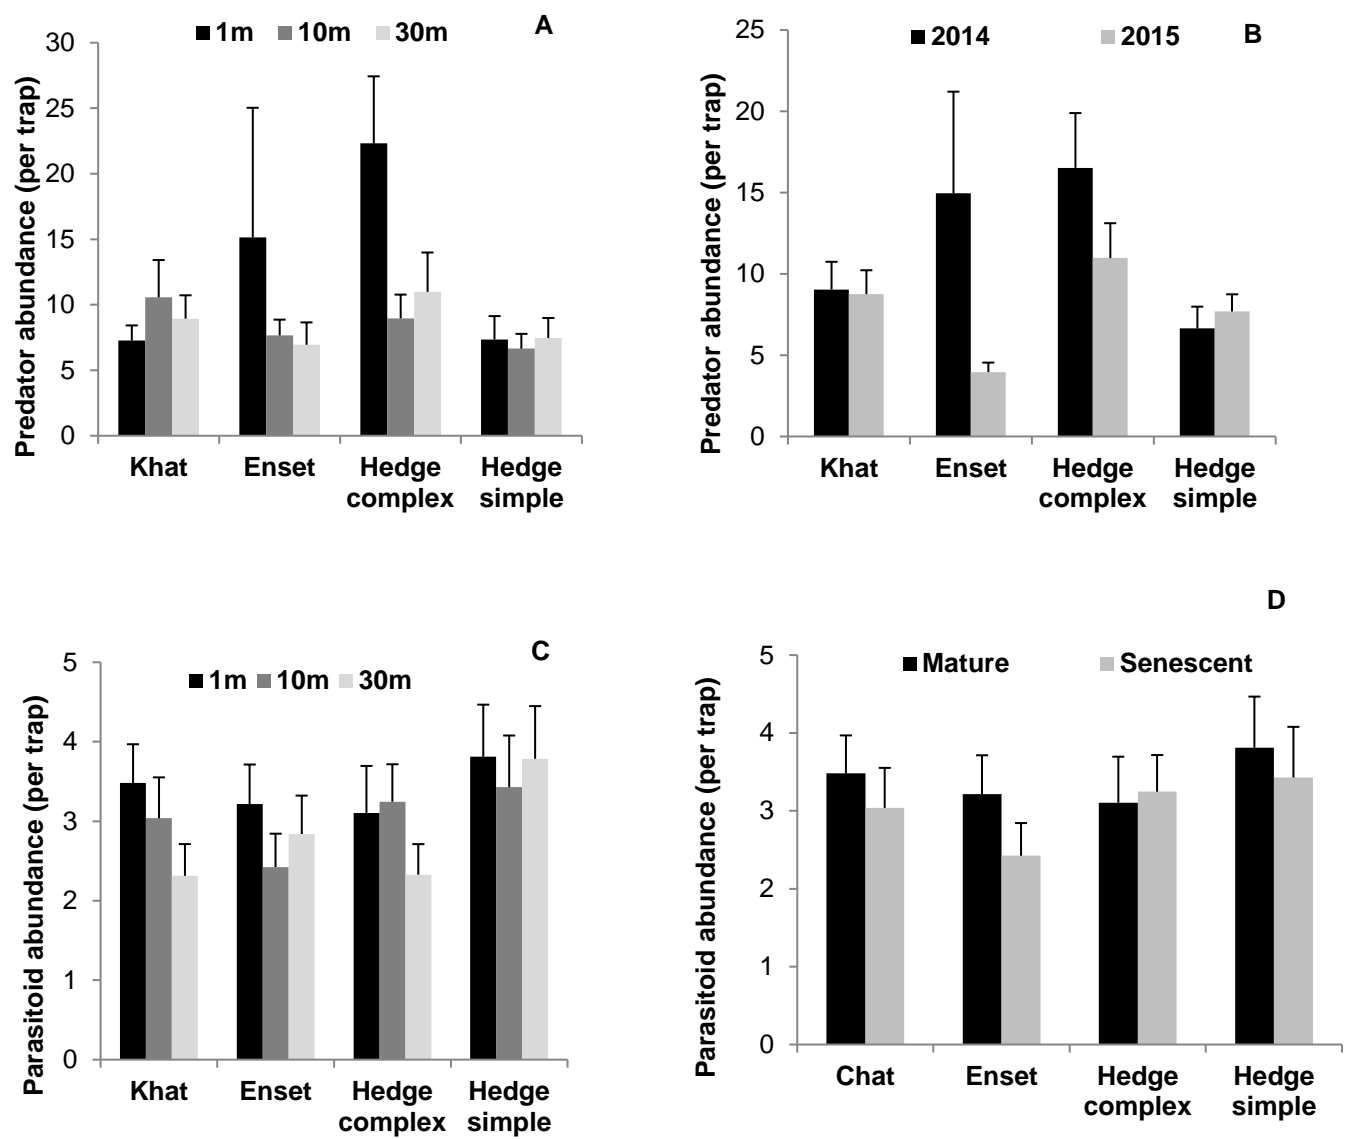 A
1m 10m 30m
Predator abundance (per trap)
30
25
20
15
10
5
0
Khat Enset Hedge complex Hedge simple
B
2014 2015
Predator abundance (per trap)
25
20
15
10
5
0
Khat Enset Hedge complex Hedge simple
C
1m 10m 30m
Parasitoid abundance (per trap)
5
4
3
2
1
0
Khat Enset Hedge complex Hedge simple
D
Mature Senescent
Parasitoid abundance (per trap)
5
4
3
2
1
0
Chat Enset Hedge complex Hedge simple